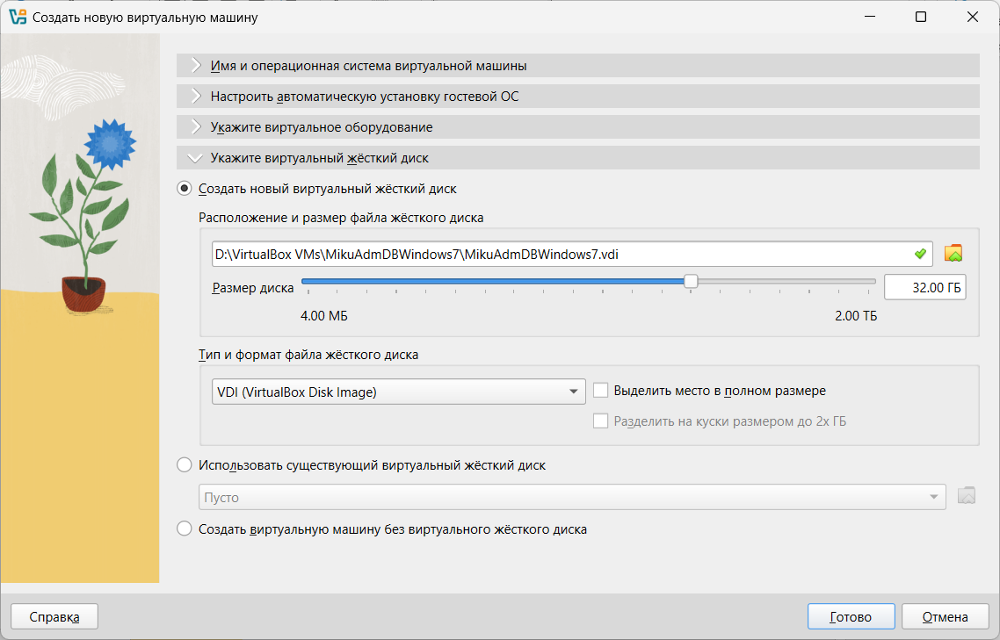 Создать новую виртуальную машину
Имя и операционная система виртуальной машины
Настроить автоматическую установку гостевой ОС
Укажите виртуальное оборудование
Укажите виртуальный жёсткий диск
Создать новый виртуальный жёсткий диск
Расположение и размер файла жёсткого диска
D:\VirtualBox VMs\MikuAdmDBWindows7\MikuAdmDBWindows7.vdi
Размер диска
32.00 ГБ
4.00 МБ
2.00 ТБ
Тип и формат файла жёсткого диска
VDI (VirtualBox Disk Image)
Выделить место в полном размере
Разделить на куски размером до 2х ГБ
Использовать существующий виртуальный жёсткий диск
Пусто
Создать виртуальную машину без виртуального жёсткого диска
Справка
Готово
Отмена